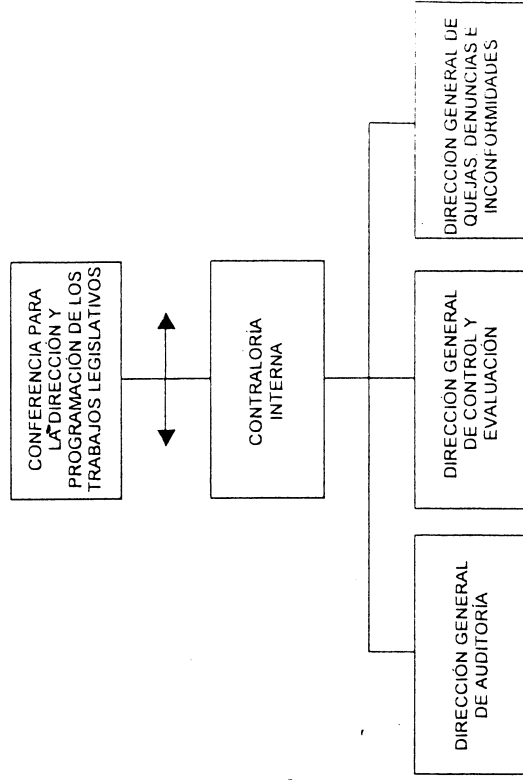 CONFERENCIA PARA
LA DIRECCIÓN Y
PROGRAMACIÓN DE LOS
TRABAJOS LEGISLATIVOS
CONTRALORÍA
INTERNA
DIRECCIÓN GENERAL
DE AUDITORÍA
DIRECCIÓN GENERAL
DE CONTROL Y
EVALUACIÓN
DIRECCION GENERAL DE
QUEJAS DENUNCIAS E
INCONFORMIDADES